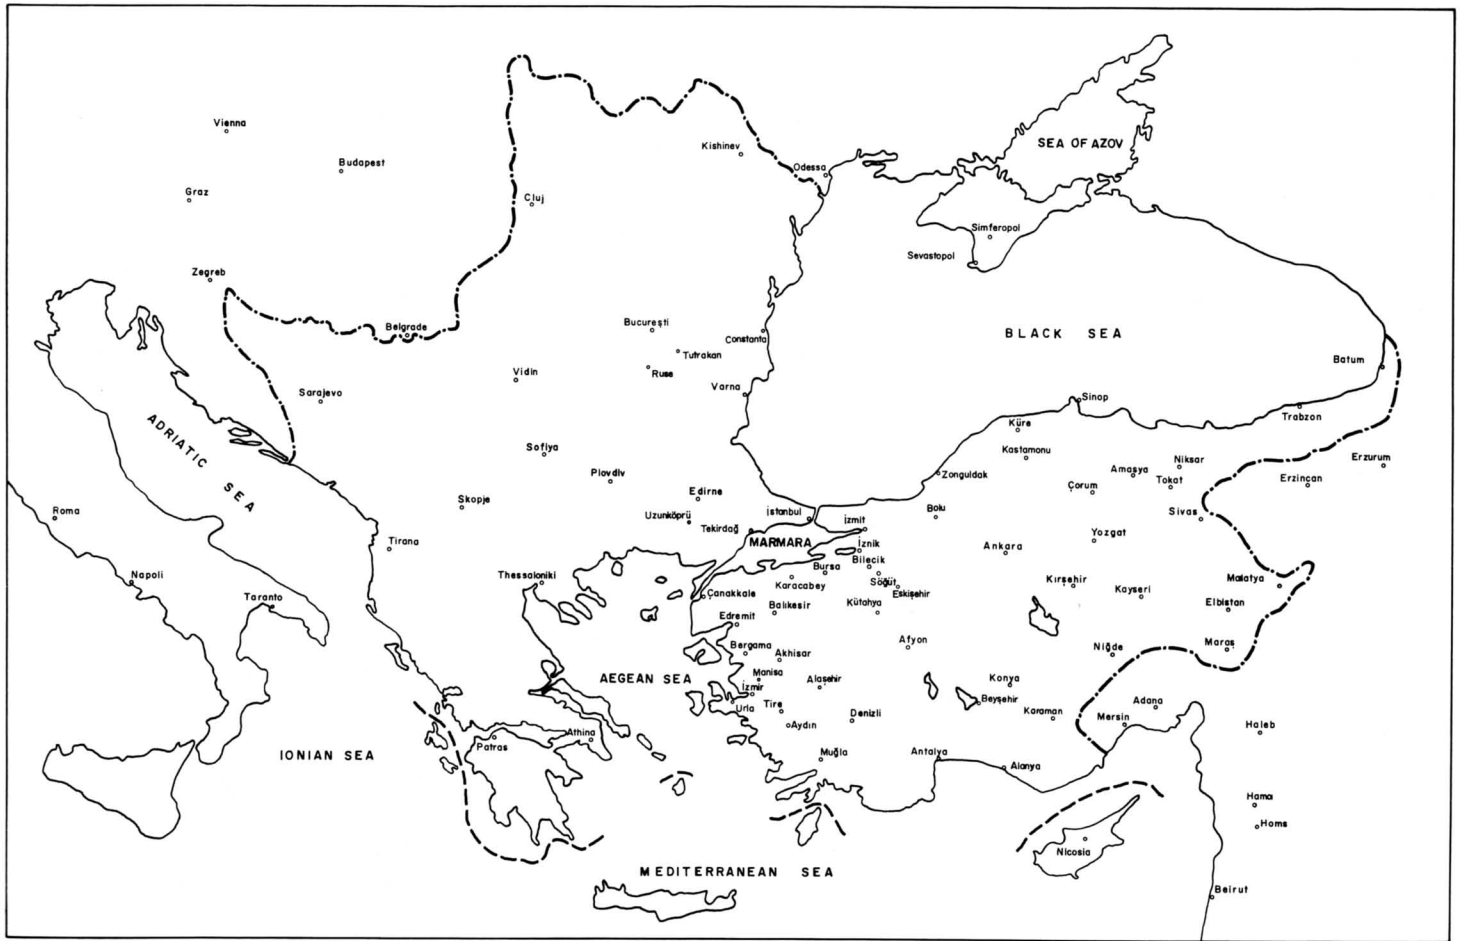 Vienna
Budapest
Graz
Zegreb
Cluj
Kishinev
Odessa
SEA OF AZOV
Simferopol
Sevastopol
Belgrade
Bucureşti
Tutrakan
Ruse
Constanta
Varna
Vidin
Sarajevo
BLACK SEA
Batum
Sinop
Trabzon
Küre
Kastamonu
ADRIATIC SEA
Sofiya
Plovdiv
Edirne
Zonguldak
Amasya
Niksar
Tokat
Çorum
Erzurum
Erzincan
Roma
Skopje
Uzunköprü
Tekirdağ
İstanbul
İzmit
Bolu
Sivas
Tirana
MARMARA
İznik
Ankara
Yozgat
Napoli
Thessaloniki
Bursa
Bilecik
Karacabey
Söğüt
Eskişehir
Kırşehir
Kayseri
Malatya
Taranto
Çanakkale
Balıkesir
Kütahya
Elbistan
Edremit
Bergama
Akhisar
Afyon
Niğde
Maraş
AEGEAN SEA
Manisa
İzmir
Alaşehir
Konya
Beyşehir
Urla
Tire
Aydın
Denizli
Karaman
Mersin
Adana
Haleb
IONIAN SEA
Patras
Athina
Muğla
Antalya
Alanya
Hama
Homs
Nicosia
MEDITERRANEAN SEA
Beirut